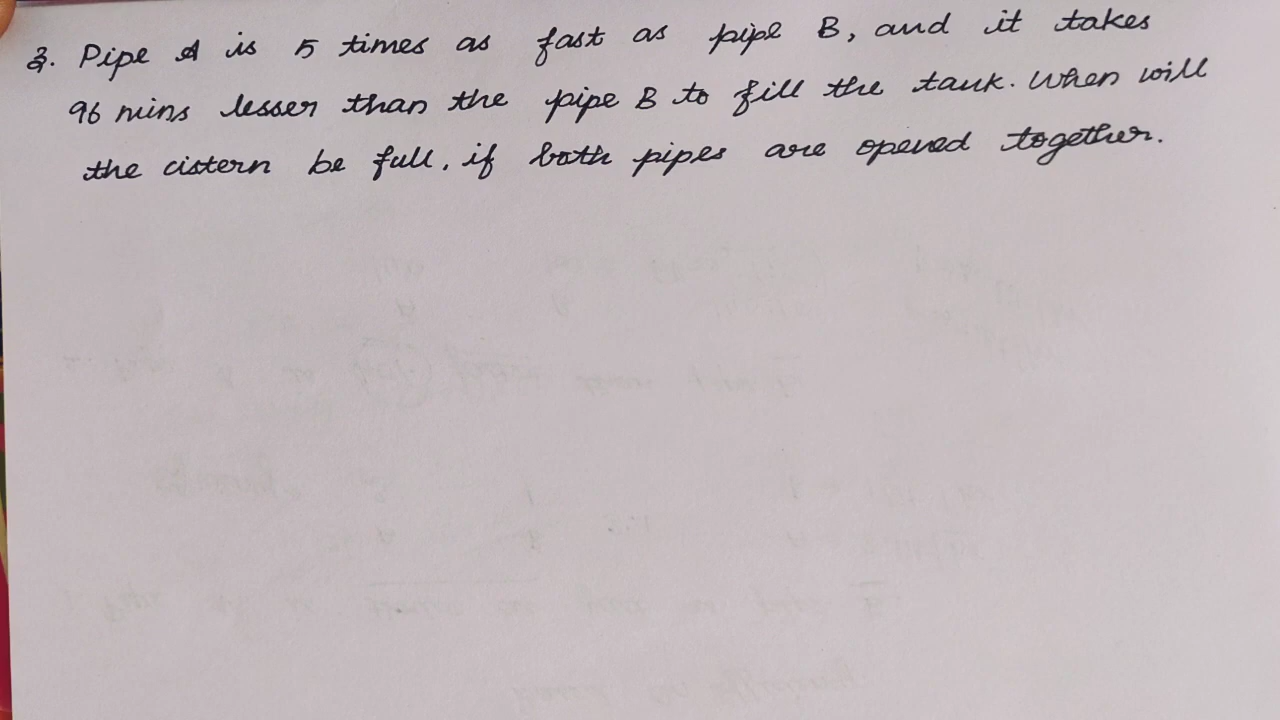 3. Pipe A is 5 times as fast as pipe B, and it takes
96 mins lesser than the pipe B to fill the tank. When will
the cistern be full, if both pipes are opened together.